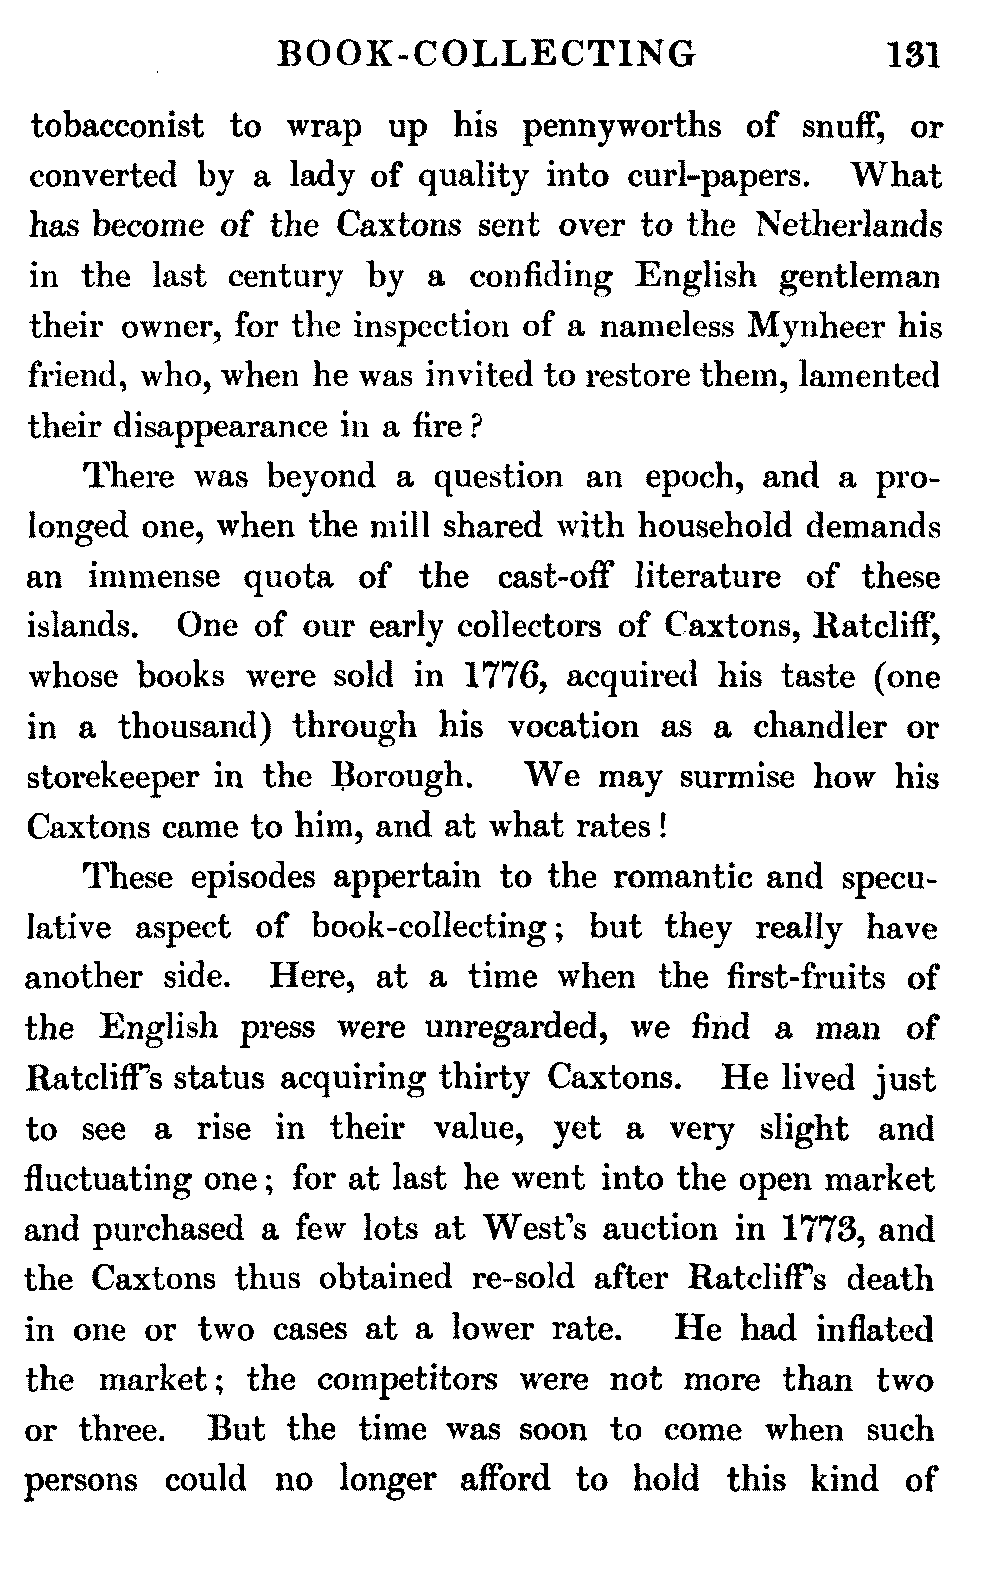 BOOK-COLLECTING 131
tobacconist to wrap up his pennyworths of snuff, or
converted by a lady of quality into curl-papers. What
has become of the Caxtons sent over to the Netherlands
in the last century by a confiding English gentleman
their owner, for the inspection of a nameless Mynheer his
friend, who, when he was invited to restore them, lamented
their disappearance in a fire?
There was beyond a question an epoch, and a pro-
longed one, when the mill shared with household demands
an immense quota of the cast-off literature of these
islands. One of our early collectors of Caxtons, Ratcliff,
whose books were sold in 1776, acquired his taste (one
in a thousand) through his vocation as a chandler or
storekeeper in the Borough. We may surmise how his
Caxtons came to him, and at what rates!
These episodes appertain to the romantic and specu-
lative aspect of book-collecting; but they really have
another side. Here, at a time when the first-fruits of
the English press were unregarded, we find a man of
Ratcliff's status acquiring thirty Caxtons. He lived just
to see a rise in their value, yet a very slight and
fluctuating one; for at last he went into the open market
and purchased a few lots at West's auction in 1773, and
the Caxtons thus obtained re-sold after Ratcliff's death
in one or two cases at a lower rate. He had inflated
the market; the competitors were not more than two
or three. But the time was soon to come when such
persons could no longer afford to hold this kind of